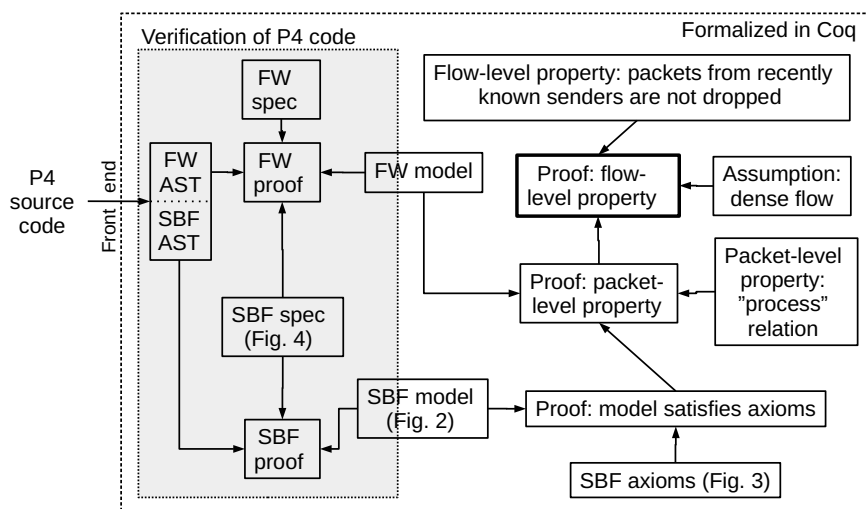 Verification of P4 code
Formalized in Coq
FW
spec
Flow-level property: packets from recently
known senders are not dropped
P4
source
code
Front end
FW
AST
SBF
AST
FW
proof
FW model
Proof: flow-
level property
Assumption:
dense flow
SBF spec
(Fig. 4)
Proof: packet-
level property
Packet-level
property:
”process”
relation
SBF model
(Fig. 2)
Proof: model satisfies axioms
SBF
proof
SBF axioms (Fig. 3)